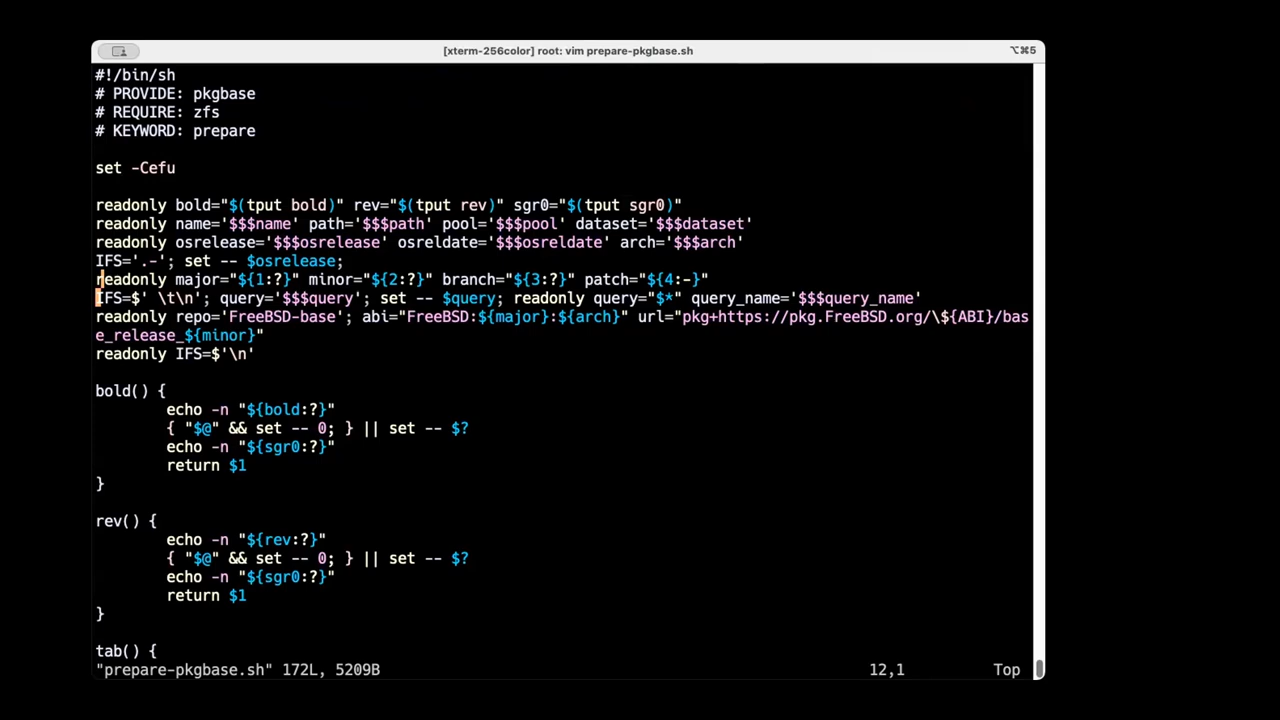 [xterm-256color] root: vim prepare-pkgbase.sh
⌥⌘5
#!/bin/sh
# PROVIDE: pkgbase
# REQUIRE: zfs
# KEYWORD: prepare
set -Cefu
readonly bold="$(tput bold)" rev="$(tput rev)" sgr0="$(tput sgr0)"
readonly name='$$$name' path='$$$path' pool='$$$pool' dataset='$$$dataset'
readonly osrelease='$$$osrelease' osreldate='$$$osreldate' arch='$$$arch'
IFS='.-'; set -- $osrelease;
readonly major="${1:?}" minor="${2:?}" branch="${3:?}" patch="${4:-}"
IFS=$' \t\n'; query='$$$query'; set -- $query; readonly query="$*" query_name='$$$query_name'
readonly repo='FreeBSD-base'; abi="FreeBSD:${major}:${arch}" url="pkg+https://pkg.FreeBSD.org/\${ABI}/bas
e_release_${minor}"
readonly IFS=$'\n'
bold() {
        echo -n "${bold:?}"
        { "$@" && set -- 0; } || set -- $?
        echo -n "${sgr0:?}"
        return $1
}
rev() {
        echo -n "${rev:?}"
        { "$@" && set -- 0; } || set -- $?
        echo -n "${sgr0:?}"
        return $1
}
tab() {
"prepare-pkgbase.sh" 172L, 5209B
12,1
Top